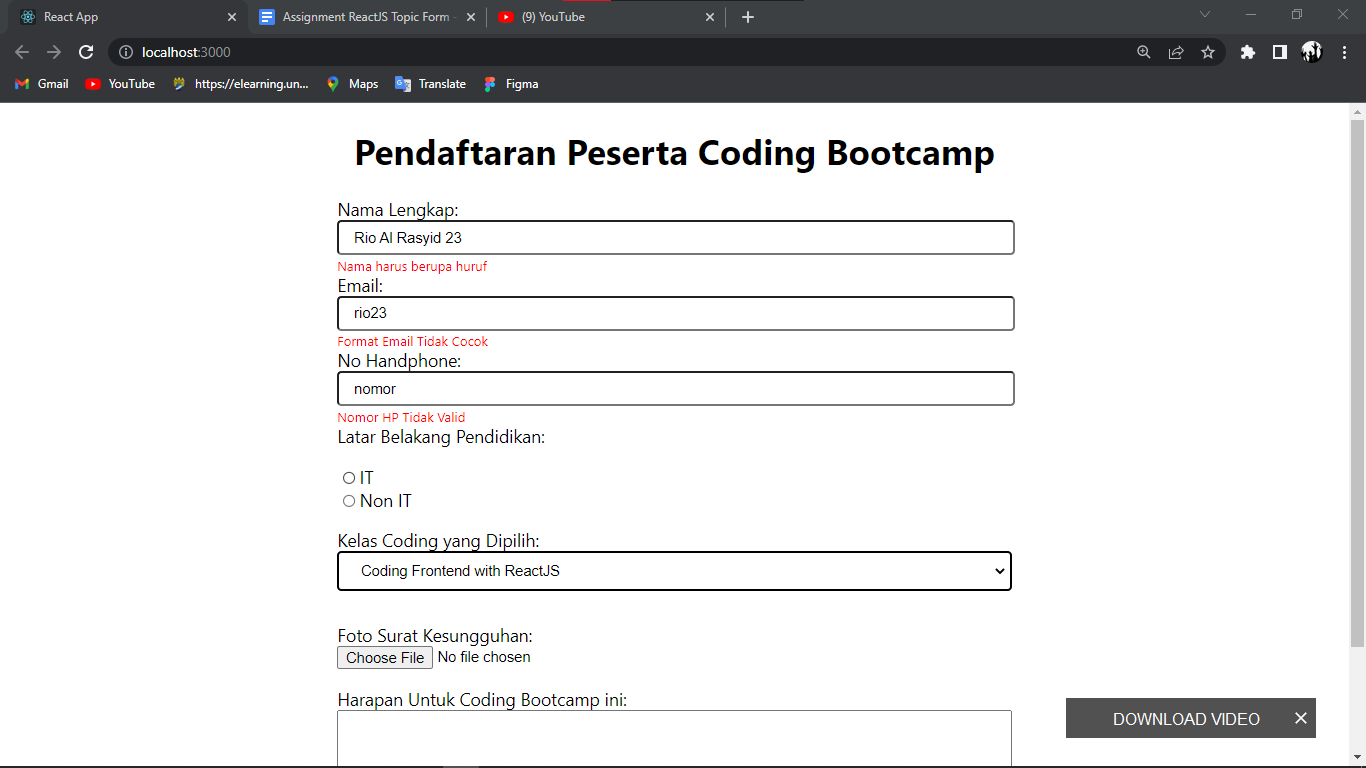 React App
Assignment ReactJS Topic Form
(9) YouTube
localhost:3000
Gmail
YouTube
https://elearning.un...
Maps
Translate
Figma
Pendaftaran Peserta Coding Bootcamp
Nama Lengkap:
Rio Al Rasyid 23
Nama harus berupa huruf
Email:
rio23
Format Email Tidak Cocok
No Handphone:
nomor
Nomor HP Tidak Valid
Latar Belakang Pendidikan:
IT
Non IT
Kelas Coding yang Dipilih:
Coding Frontend with ReactJS
Foto Surat Kesungguhan:
Choose File No file chosen
Harapan Untuk Coding Bootcamp ini:
DOWNLOAD VIDEO